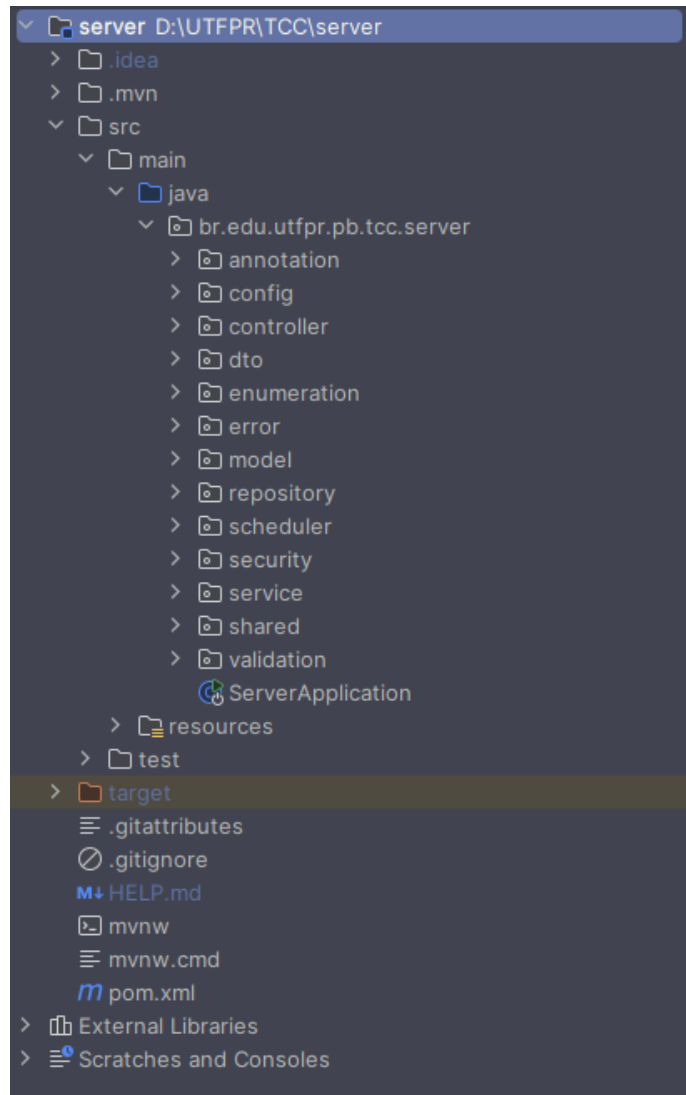 server D:\UTFPR\TCC\server
.idea
.mvn
src
main
java
br.edu.utfpr.pb.tcc.server
annotation
config
controller
dto
enumeration
error
model
repository
scheduler
security
service
shared
validation
ServerApplication
resources
test
target
.gitattributes
.gitignore
M↓ HELP.md
mvnw
mvnw.cmd
m pom.xml
External Libraries
Scratches and Consoles